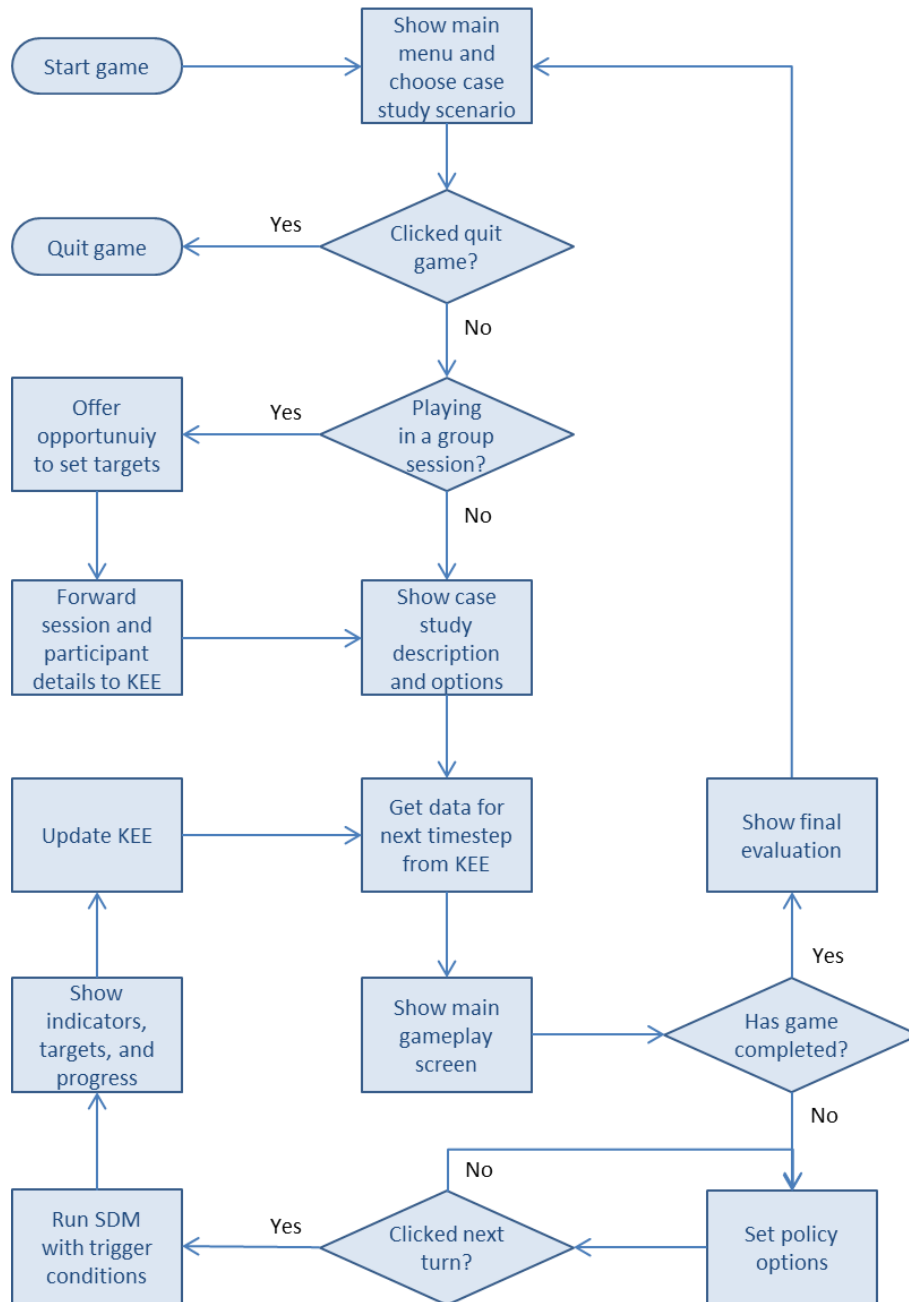 Start game
Show main
menu and
choose case
study scenario
Yes
Quit game
Clicked quit
game?
No
Offer
opportunuiy
to set targets
Yes
Playing
in a group
session?
No
Forward
session and
participant
details to KEE
Show case
study
description
and options
Update KEE
Get data for
next timestep
from KEE
Show final
evaluation
Yes
Show
indicators,
targets, and
progress
Show main
gameplay
screen
Has game
completed?
No
No
Run SDM
with trigger
conditions
Yes
Clicked next
turn?
Set policy
options